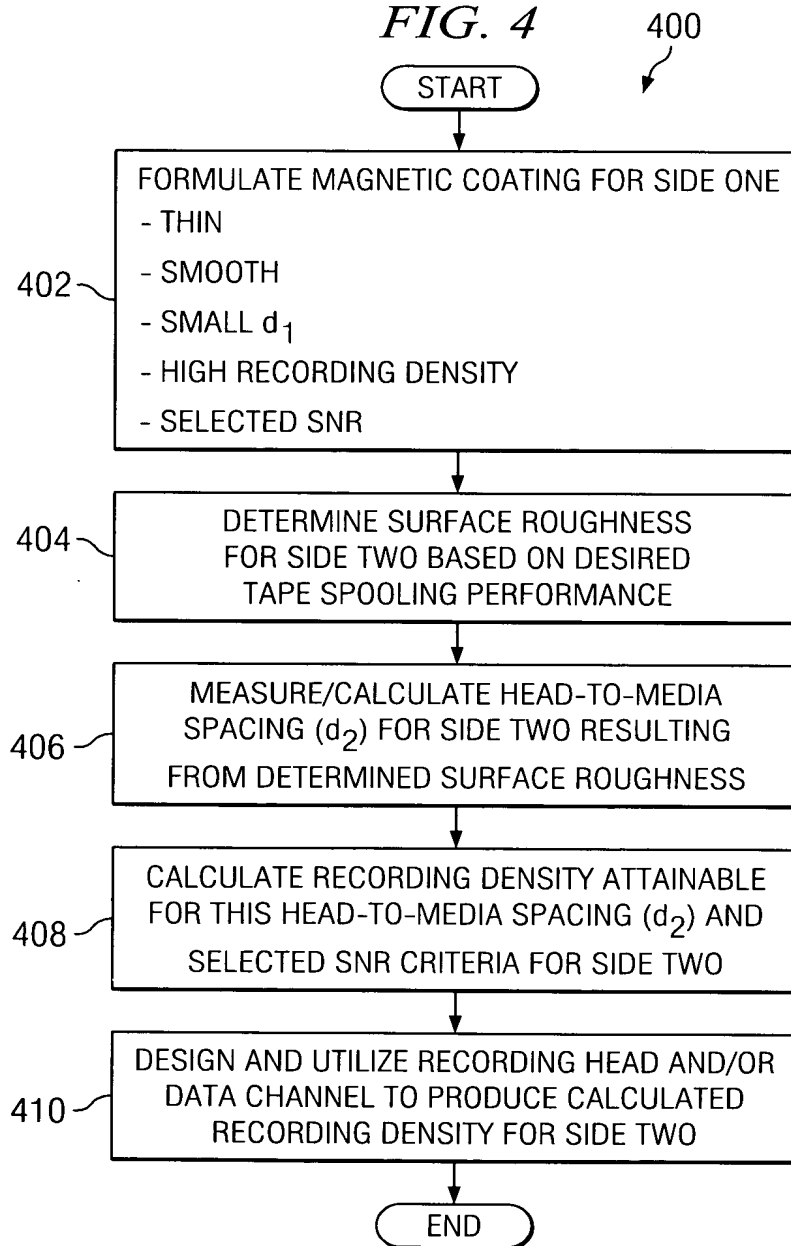 FIG. 4
400
START
402
FORMULATE MAGNETIC COATING FOR SIDE ONE
- THIN
- SMOOTH
- SMALL d1
- HIGH RECORDING DENSITY
- SELECTED SNR
404
DETERMINE SURFACE ROUGHNESS
FOR SIDE TWO BASED ON DESIRED
TAPE SPOOLING PERFORMANCE
406
MEASURE/CALCULATE HEAD-TO-MEDIA
SPACING (d2) FOR SIDE TWO RESULTING
FROM DETERMINED SURFACE ROUGHNESS
408
CALCULATE RECORDING DENSITY ATTAINABLE
FOR THIS HEAD-TO-MEDIA SPACING (d2) AND
SELECTED SNR CRITERIA FOR SIDE TWO
410
DESIGN AND UTILIZE RECORDING HEAD AND/OR
DATA CHANNEL TO PRODUCE CALCULATED
RECORDING DENSITY FOR SIDE TWO
END